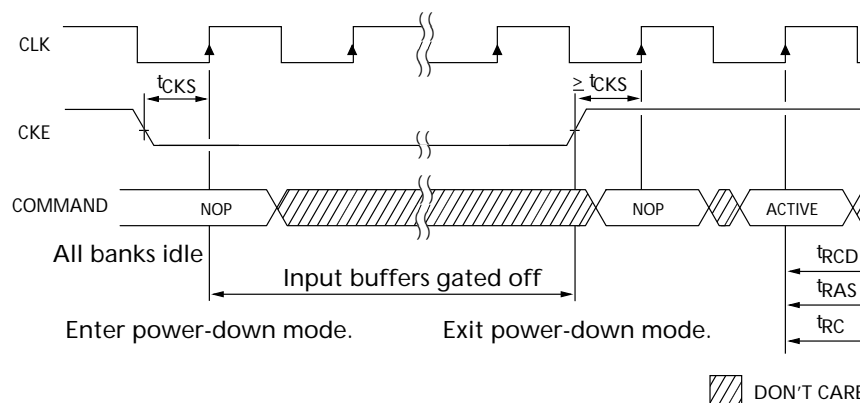 CLK
tCKS
≥ tCKS
CKE
COMMAND
NOP
NOP
ACTIVE
All banks idle
Input buffers gated off
tRCD
tRAS
tRC
Enter power-down mode.
Exit power-down mode.
DON'T CARE